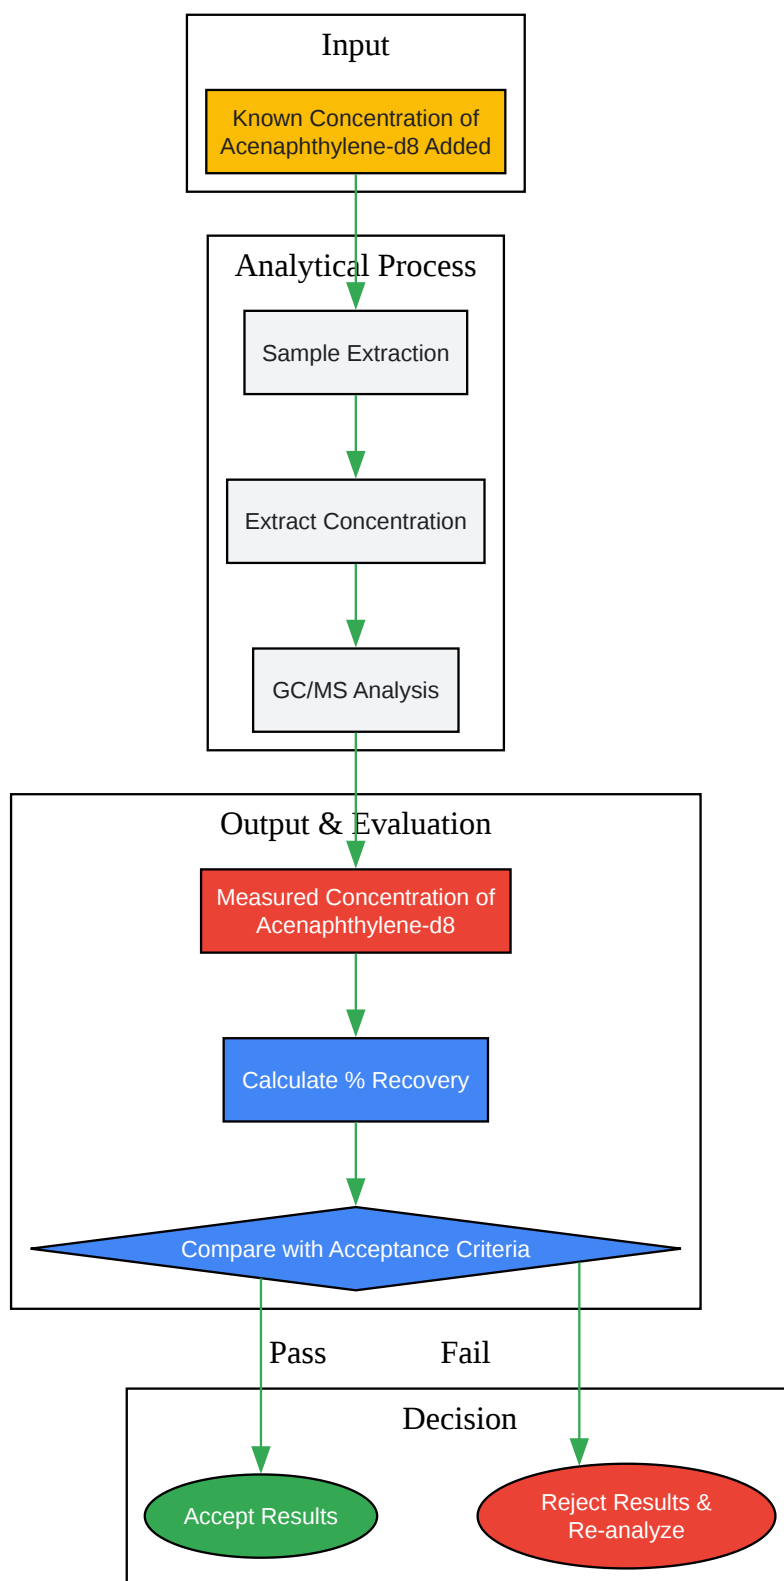 Input
Known Concentration of
Acenaphthylene-d8 Added
Analytical Process
Sample Extraction
Extract Concentration
GC/MS Analysis
Output & Evaluation
Measured Concentration of
Acenaphthylene-d8
Calculate % Recovery
Compare with Acceptance Criteria
Pass
Fail
Decision
Accept Results
Reject Results &
Re-analyze